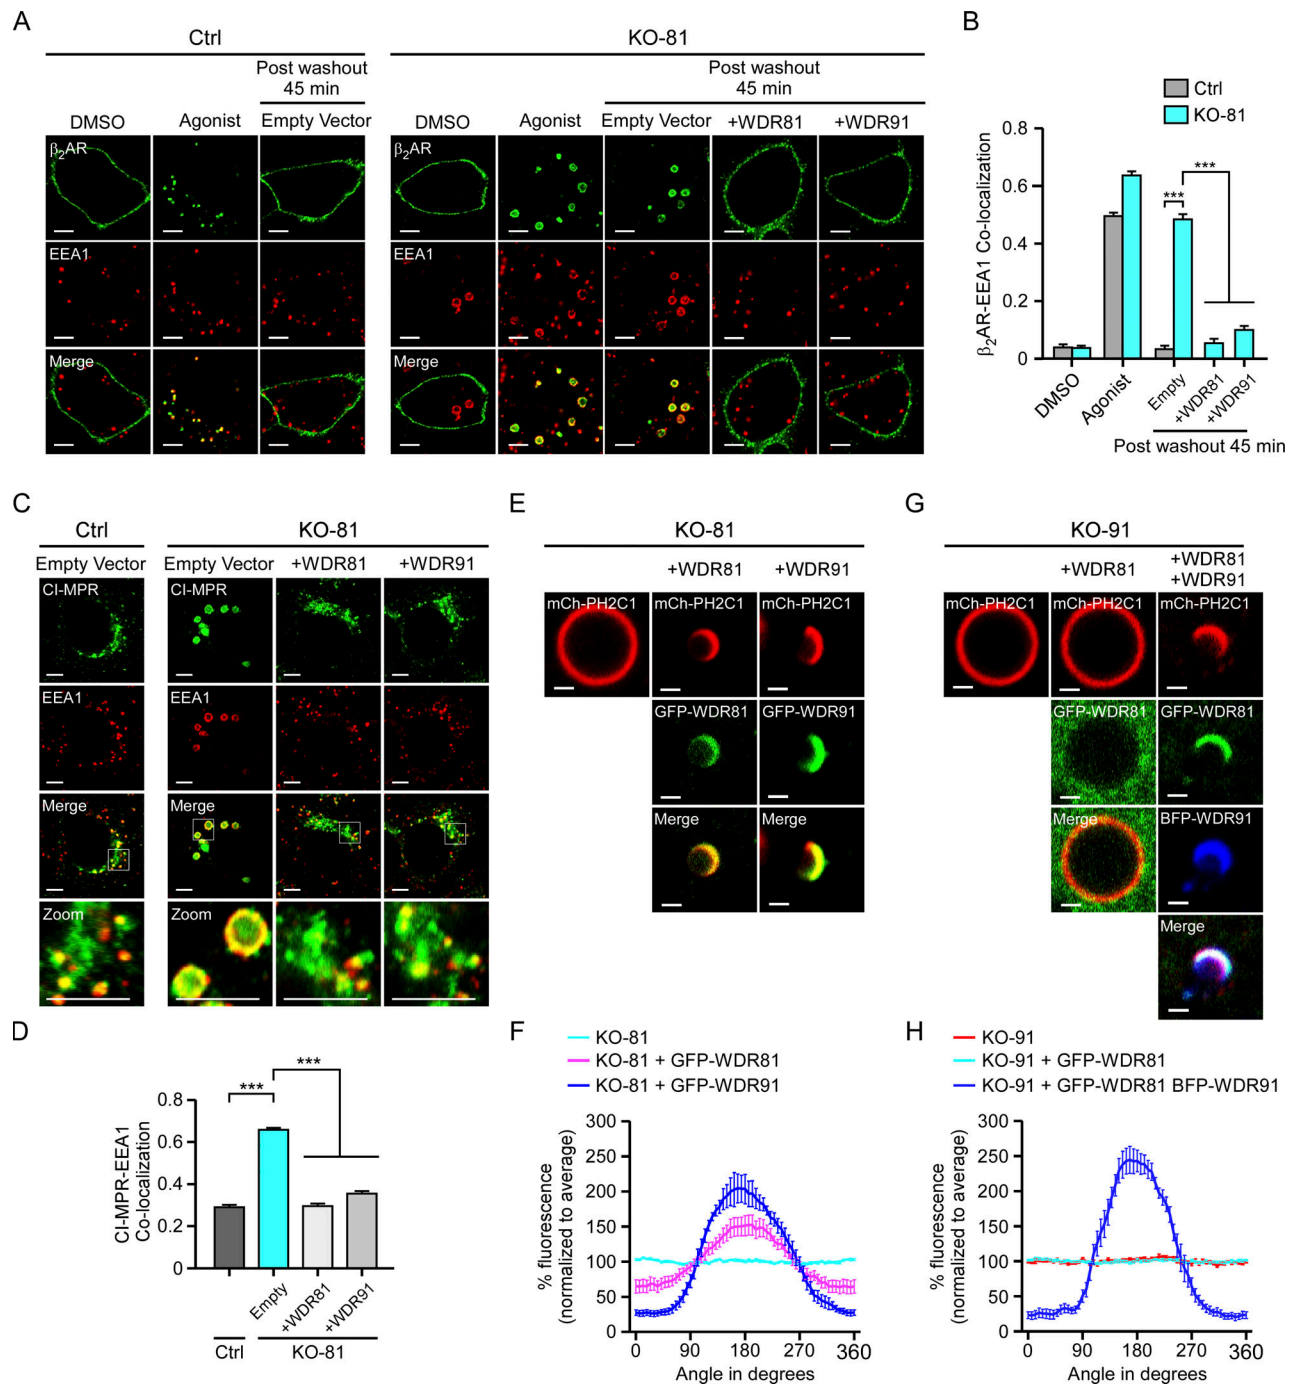 A
Ctrl
KO-81
Post washout
45 min
Post washout
45 min
DMSO
Agonist
Empty Vector
DMSO
Agonist
Empty Vector
+WDR81
+WDR91
β2AR
β2AR
EEA1
EEA1
Merge
Merge
B
Ctrl
KO-81
β2AR-EEA1 Co-localization
0.8
0.6
0.4
0.2
0
***
***
DMSO
Agonist
Empty
+WDR81
+WDR91
Post washout 45 min
C
Ctrl
KO-81
Empty Vector
Empty Vector
+WDR81
+WDR91
CI-MPR
CI-MPR
EEA1
EEA1
Merge
Merge
Zoom
Zoom
D
CI-MPR-EEA1
Co-localization
0.8
0.6
0.4
0.2
0
***
***
Empty
+WDR81
+WDR91
Ctrl
KO-81
E
KO-81
+WDR81
+WDR91
mCh-PH2C1
mCh-PH2C1
mCh-PH2C1
GFP-WDR81
GFP-WDR91
Merge
Merge
F
KO-81
KO-81 + GFP-WDR81
KO-81 + GFP-WDR91
% fluorescence
(normalized to average)
300
250
200
150
100
50
0
0
90
180
270
360
Angle in degrees
G
KO-91
+WDR81
+WDR81
+WDR91
mCh-PH2C1
mCh-PH2C1
mCh-PH2C1
GFP-WDR81
GFP-WDR81
Merge
BFP-WDR91
Merge
H
KO-91
KO-91 + GFP-WDR81
KO-91 + GFP-WDR81 BFP-WDR91
% fluorescence
(normalized to average)
300
250
200
150
100
50
0
0
90
180
270
360
Angle in degrees